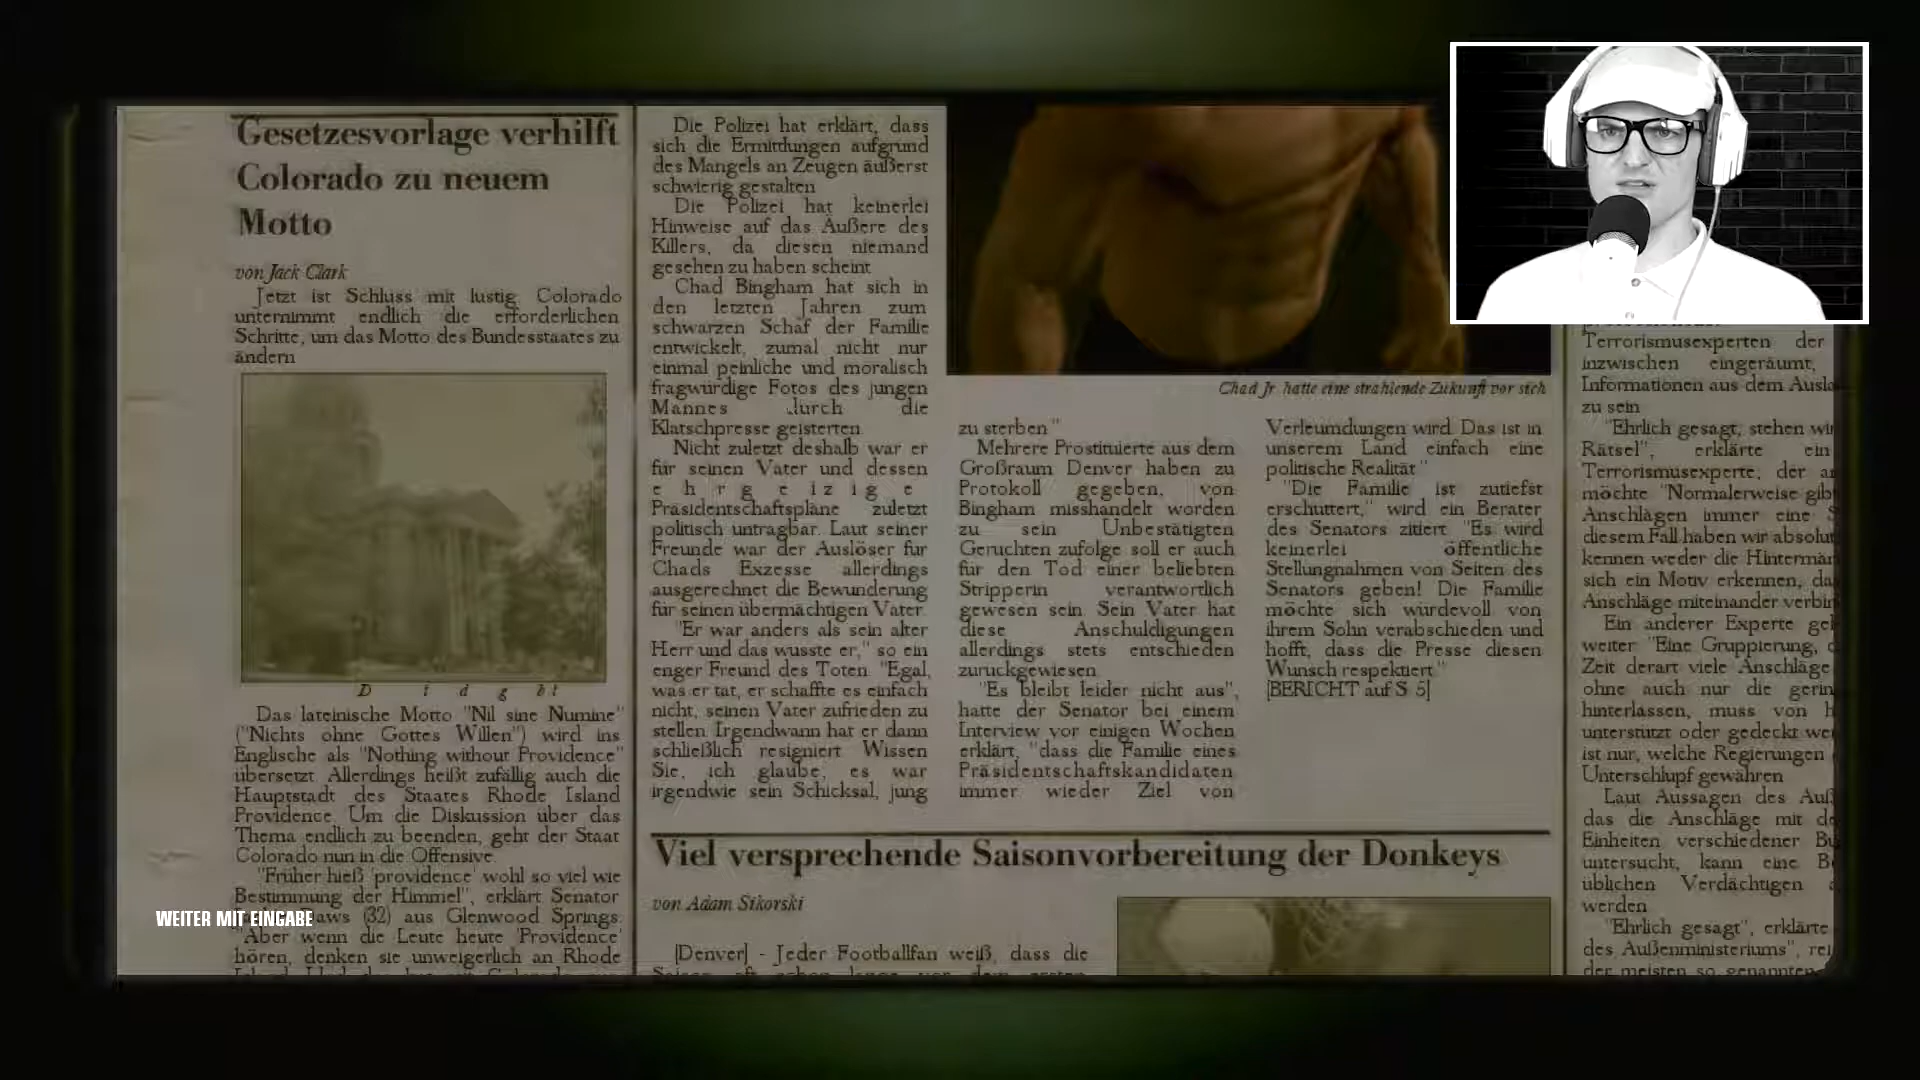 Gesetzesvorlage verhilft
Colorado zu neuem
Motto
von Jack Clark
Jetzt ist Schluss mit lustig. Colorado
unternimmt endlich die erforderlichen
Schritte, um das Motto des Bundesstaates zu
ändern
D i d g b t
Das lateinische Motto "Nil sine Numine"
("Nichts ohne Gottes Willen") wird ins
Englische als "Nothing without Providence"
übersetzt. Allerdings heißt zufällig auch die
Hauptstadt des Staates Rhode Island
Providence. Um die Diskussion über das
Thema endlich zu beenden, geht der Staat
Colorado nun in die Offensive.
"Früher hieß 'providence' wohl so viel wie
Bestimmung der Himmel", erklärt Senator
aws (32) aus Glenwood Springs.
"Aber wenn die Leute heute 'Providence'
hören, denken sie unweigerlich an Rhode
WEITER MIT EINGABE
Die Polizei hat erklärt, dass
sich die Ermittlungen aufgrund
des Mangels an Zeugen äußerst
schwierig gestalten
Die Polizei hat keinerlei
Hinweise auf das Äußere des
Killers, da diesen niemand
gesehen zu haben scheint
Chad Bingham hat sich in
den letzten Jahren zum
schwarzen Schaf der Familie
entwickelt, zumal nicht nur
einmal peinliche und moralisch
fragwürdige Fotos des jungen
Mannes durch die
Klatschpresse geisterten.
Nicht zuletzt deshalb war er
für seinen Vater und dessen
e h r g e i z i g e
Präsidentschaftspläne zuletzt
politisch untragbar. Laut seiner
Freunde war der Auslöser für
Chads Exzesse allerdings
ausgerechnet die Bewunderung
für seinen übermächtigen Vater.
"Er war anders als sein alter
Herr und das wusste er," so ein
enger Freund des Toten. "Egal,
was er tat, er schaffte es einfach
nicht, seinen Vater zufrieden zu
stellen. Irgendwann hat er dann
schließlich resigniert. Wissen
Sie, ich glaube, es war
irgendwie sein Schicksal, jung
Chad Jr. hatte eine strahlende Zukunft vor sich
zu sterben."
Mehrere Prostituierte aus dem
Großraum Denver haben zu
Protokoll gegeben, von
Bingham misshandelt worden
zu sein. Unbestätigten
Gerüchten zufolge soll er auch
für den Tod einer beliebten
Stripperin verantwortlich
gewesen sein. Sein Vater hat
diese Anschuldigungen
allerdings stets entschieden
zurückgewiesen.
"Es bleibt leider nicht aus",
hatte der Senator bei einem
Interview vor einigen Wochen
erklärt, "dass die Familie eines
Präsidentschaftskandidaten
immer wieder Ziel von
Verleumdungen wird. Das ist in
unserem Land einfach eine
politische Realität."
"Die Familie ist zutiefst
erschüttert," wird ein Berater
des Senators zitiert. "Es wird
keinerlei öffentliche
Stellungnahmen von Seiten des
Senators geben! Die Familie
möchte sich würdevoll von
ihrem Sohn verabschieden und
hofft, dass die Presse diesen
Wunsch respektiert."
[BERICHT auf S. 5]
Viel versprechende Saisonvorbereitung der Donkeys
von Adam Sikorski
[Denver] - Jeder Footballfan weiß, dass die
Terrorismusexperten der
inzwischen eingeräumt,
Informationen aus dem
zu sein
"Ehrlich gesagt, stehen
Rätsel", erklärte ein
Terrorismusexperte, der
möchte. "Normalerweise
Anschlägen immer eine
diesem Fall haben wir
kennen weder die
sich ein Motiv erkennen,
Anschläge miteinander
Ein anderer Experte
weiter. "Eine Gruppierung,
Zeit derart viele Anschläge
ohne auch nur die
hinterlassen, muss von
unterstützt oder gedeckt
ist nur, welche Regierungen
Unterschlupf gewähren
Laut Aussagen des
das die Anschläge mit
Einheiten verschiedener
untersucht, kann eine
üblichen Verdächtigen
werden
"Ehrlich gesagt", erklärte
des Außenministeriums",
der meisten so genannten